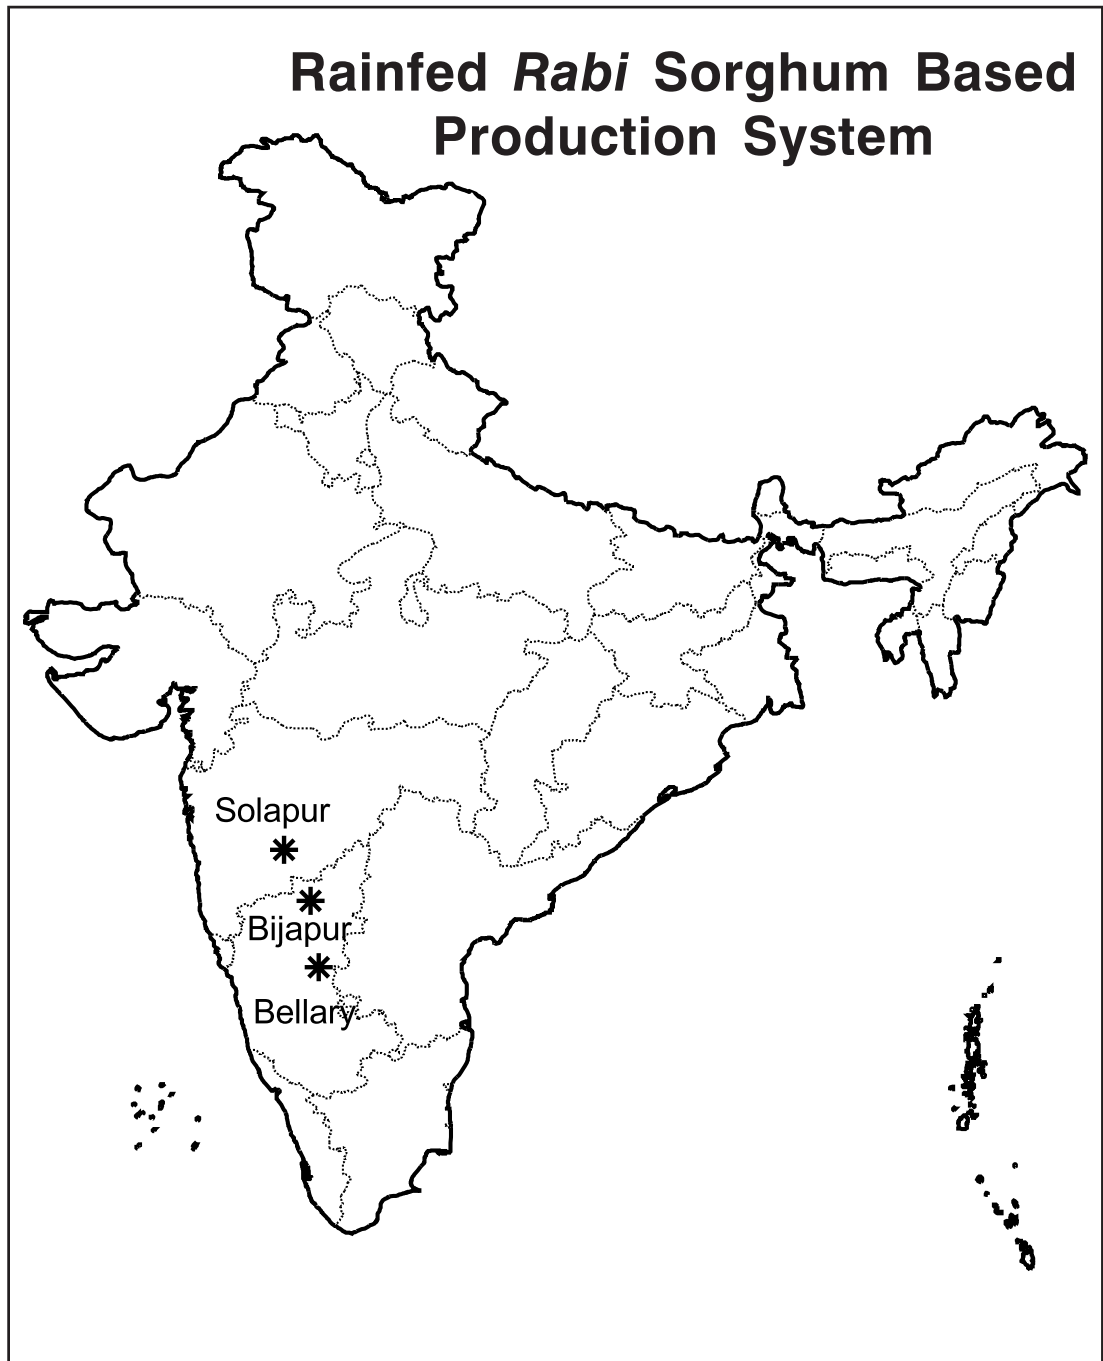 Rainfed Rabi Sorghum Based
Production System
Solapur
Bijapur
Bellary